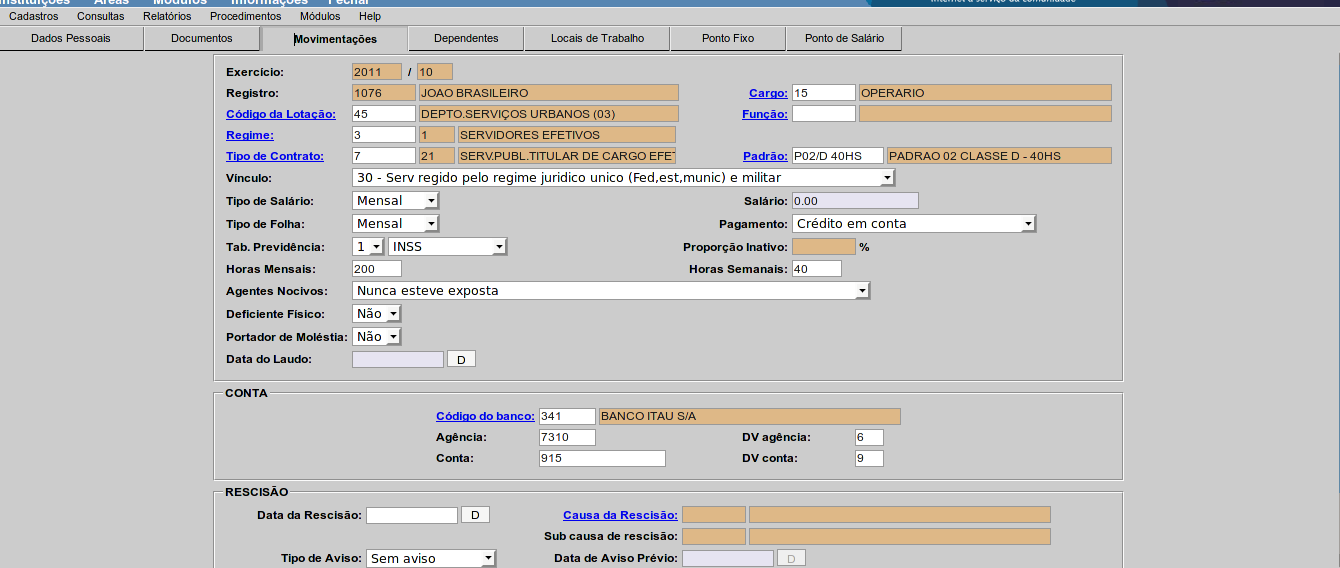 Instituições Áreas Módulos Informações Fechar
Internet a serviço da comunidade
Cadastros Consultas Relatórios Procedimentos Módulos Help
Dados Pessoais Documentos Movimentações Dependentes Locais de Trabalho Ponto Fixo Ponto de Salário
Exercício: 2011 / 10
Registro: 1076 JOAO BRASILEIRO Cargo: 15 OPERARIO
Código da Lotação: 45 DEPTO.SERVIÇOS URBANOS (03) Função:
Regime: 3 1 SERVIDORES EFETIVOS
Tipo de Contrato: 7 21 SERV.PUBL.TITULAR DE CARGO EFET Padrão: P02/D 40HS PADRAO 02 CLASSE D - 40HS
Vínculo: 30 - Serv regido pelo regime juridico unico (Fed,est,munic) e militar
Tipo de Salário: Mensal Salário: 0.00
Tipo de Folha: Mensal Pagamento: Crédito em conta
Tab. Previdência: 1 INSS Proporção Inativo: %
Horas Mensais: 200 Horas Semanais: 40
Agentes Nocivos: Nunca esteve exposta
Deficiente Físico: Não
Portador de Moléstia: Não
Data do Laudo: D
CONTA
Código do banco: 341 BANCO ITAU S/A
Agência: 7310 DV agência: 6
Conta: 915 DV conta: 9
RESCISÃO
Data da Rescisão: D Causa da Rescisão:
Sub causa de rescisão:
Tipo de Aviso: Sem aviso Data de Aviso Prévio: D